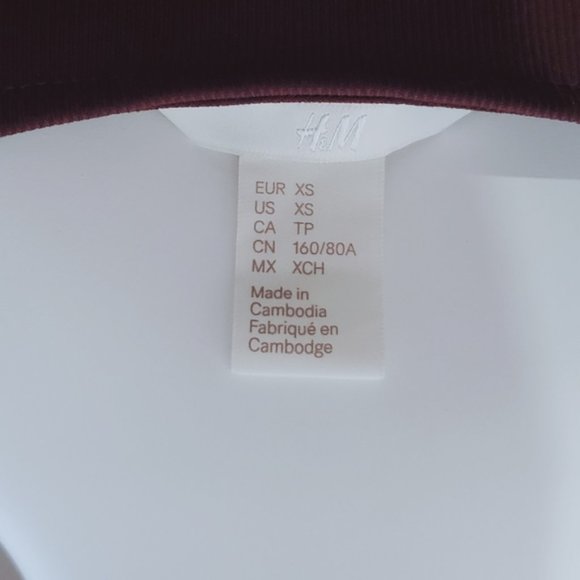 H&M
EUR XS
US XS
CA TP
CN 160/80A
MX XCH
Made in
Cambodia
Fabriqué en
Cambodge